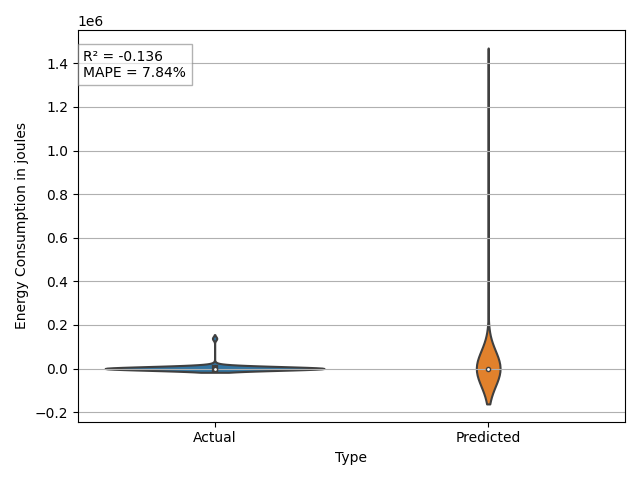 1e6
R² = -0.136
MAPE = 7.84%
1.4
1.2
1.0
0.8
0.6
0.4
0.2
0.0
−0.2
Energy Consumption in joules
Actual
Predicted
Type